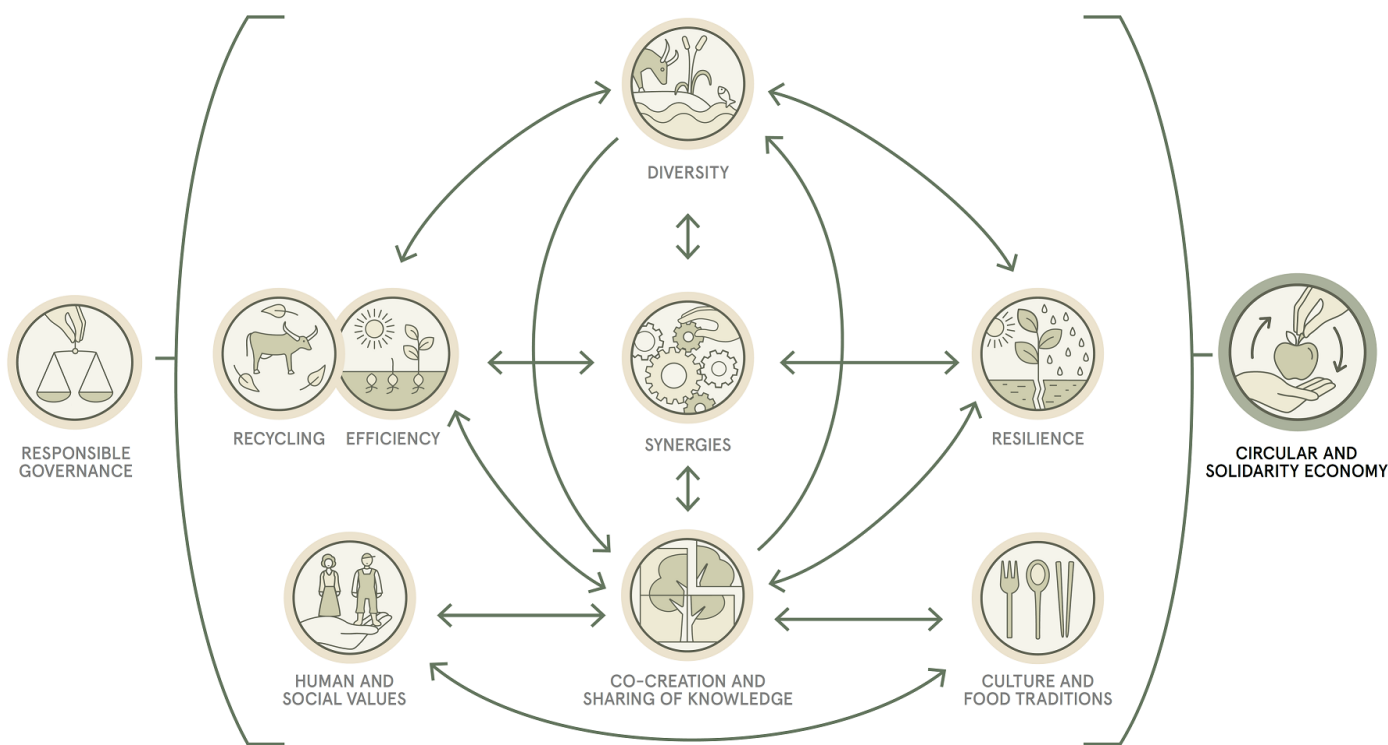 DIVERSITY
RESPONSIBLE
GOVERNANCE
RECYCLING
EFFICIENCY
SYNERGIES
RESILIENCE
CIRCULAR AND
SOLIDARITY ECONOMY
HUMAN AND
SOCIAL VALUES
CO-CREATION AND
SHARING OF KNOWLEDGE
CULTURE AND
FOOD TRADITIONS